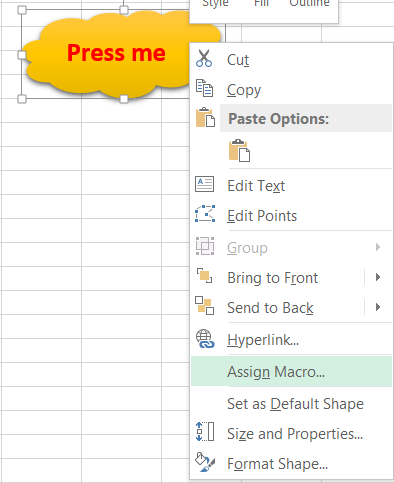 Style Fill Outline
Press me
Cut
Copy
Paste Options:
Edit Text
Edit Points
Group
Bring to Front
Send to Back
Hyperlink...
Assign Macro...
Set as Default Shape
Size and Properties...
Format Shape...